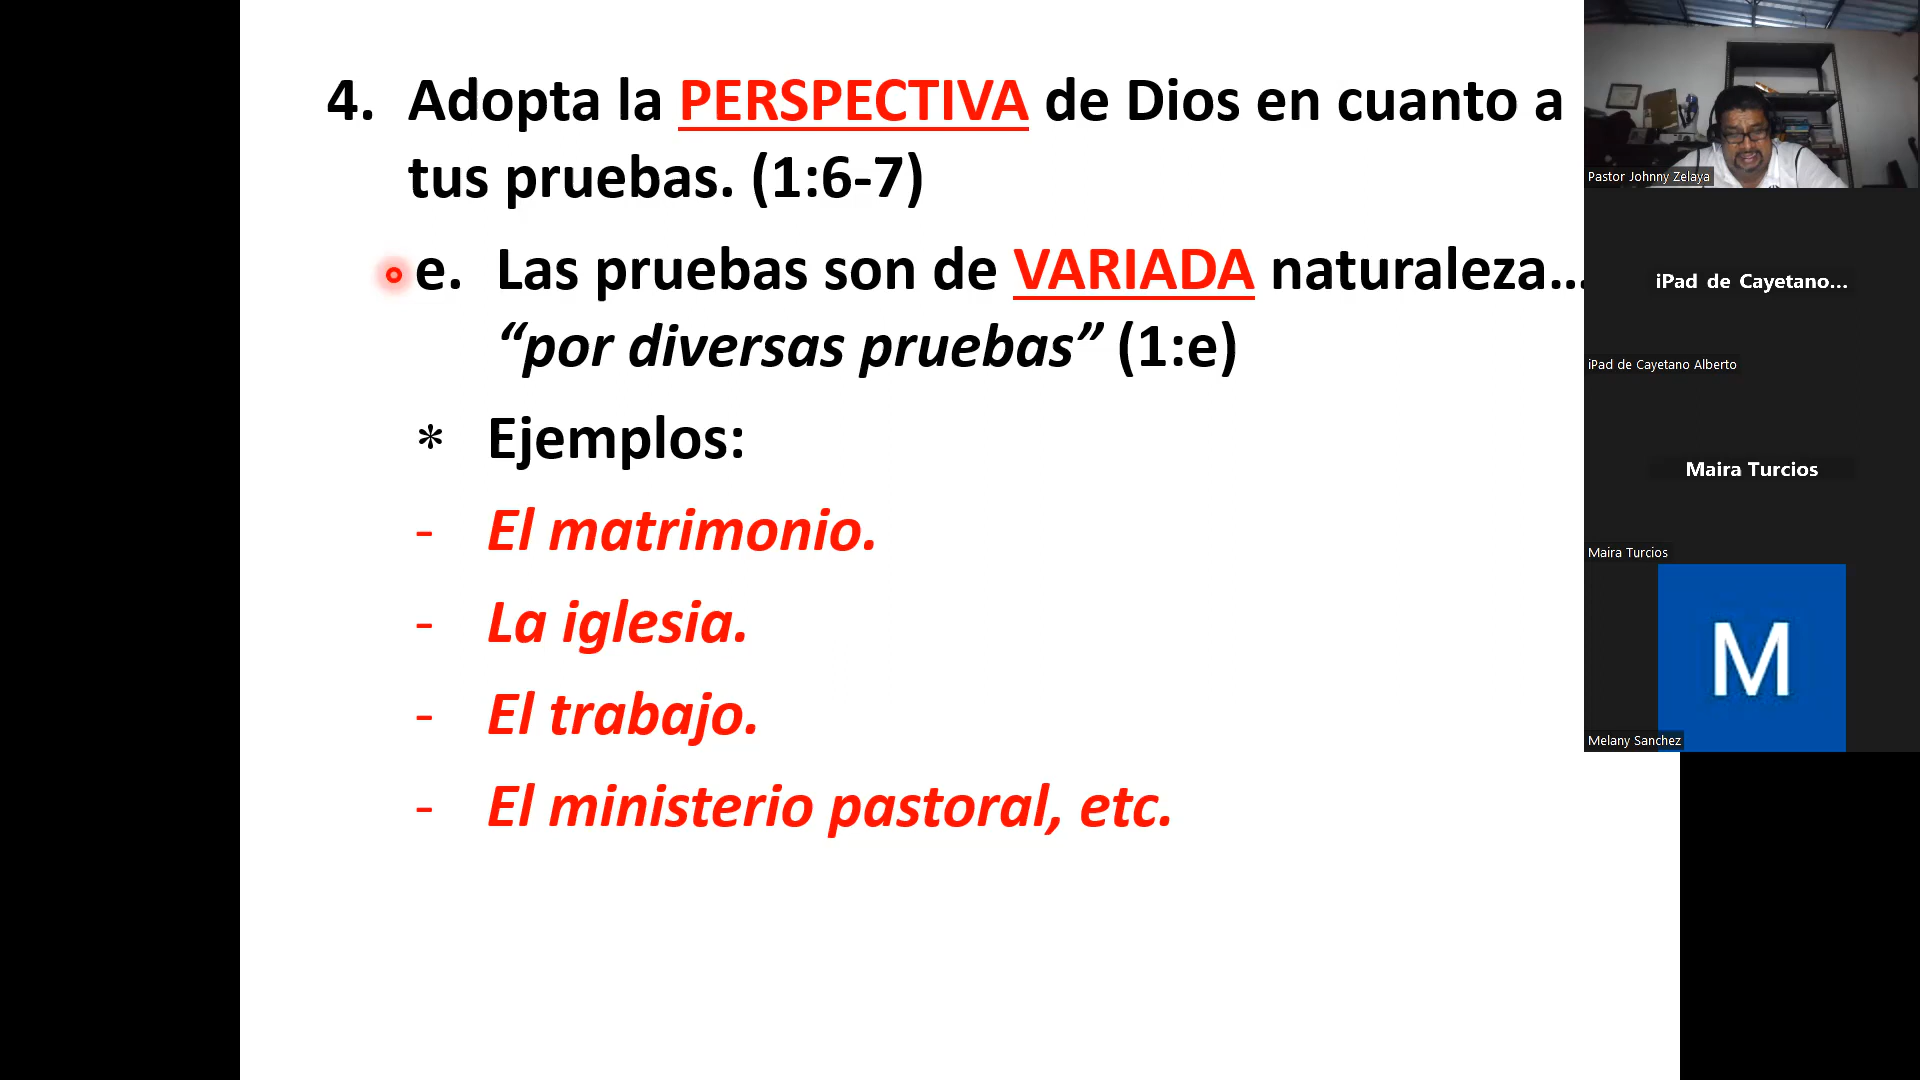 4. Adopta la PERSPECTIVA de Dios en cuanto a
tus pruebas. (1:6-7)
e. Las pruebas son de VARIADA naturaleza...
“por diversas pruebas” (1:e)
* Ejemplos:
- El matrimonio.
- La iglesia.
- El trabajo.
- El ministerio pastoral, etc.
Pastor Johnny Zelaya
iPad de Cayetano...
iPad de Cayetano Alberto
Maira Turcios
Maira Turcios
M
Melany Sanchez